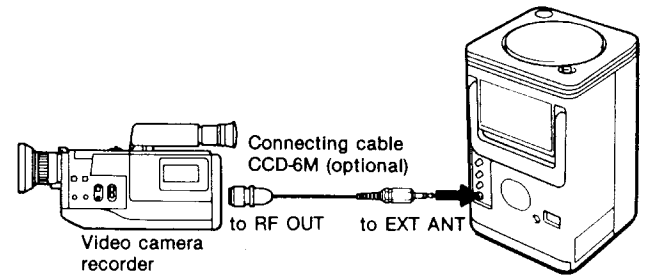 Connecting cable
CCD-6M (optional)
to RF OUT
to EXT ANT
Video camera
recorder